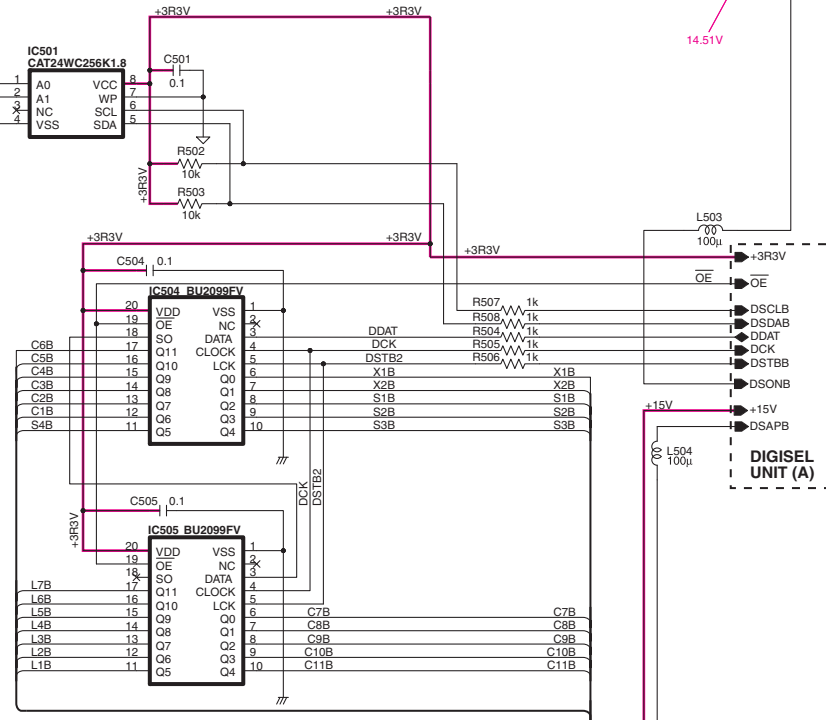 +3R3V +3R3V
14.51V
IC501
CAT24WC256K1.8
C501
0.1
1 A0 VCC 8
2 A1 WP 7
3 NC SCL 6
4 VSS SDA 5
R502
10k
+3R3V
R503
10k
L503
100µ
+3R3V +3R3V
+3R3V
+3R3V
C504 0.1
OE OE
IC504 BU2099FV
20 VDD VSS 1
19 OE NC 2
18 SO DATA 3
C6B 17 Q11 CLOCK 4
C5B 16 Q10 LCK 5
C4B 15 Q9 Q0 6 X1B X1B
C3B 14 Q8 Q1 7 X2B X2B
C2B 13 Q7 Q2 8 S1B S1B
C1B 12 Q6 Q3 9 S2B S2B
S4B 11 Q5 Q4 10 S3B S3B
R507 1k DSCLB
R508 1k DSDAB
DDAT R504 1k DDAT
DCK R505 1k DCK
DSTB2 R506 1k DSTBB
DSONB
+15V +15V
DSAPB
L504
100µ
DIGISEL
UNIT (A)
DCK
DSTB2
C505 0.1
+3R3V
IC505 BU2099FV
20 VDD VSS 1
19 OE NC 2
18 SO DATA 3
L7B 17 Q11 CLOCK 4
L6B 16 Q10 LCK 5
L5B 15 Q9 Q0 6 C7B C7B
L4B 14 Q8 Q1 7 C8B C8B
L3B 13 Q7 Q2 8 C9B C9B
L2B 12 Q6 Q3 9 C10B C10B
L1B 11 Q5 Q4 10 C11B C11B